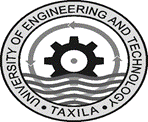 UNIVERSITY OF ENGINEERING AND TECHNOLOGY
• TAXILA •